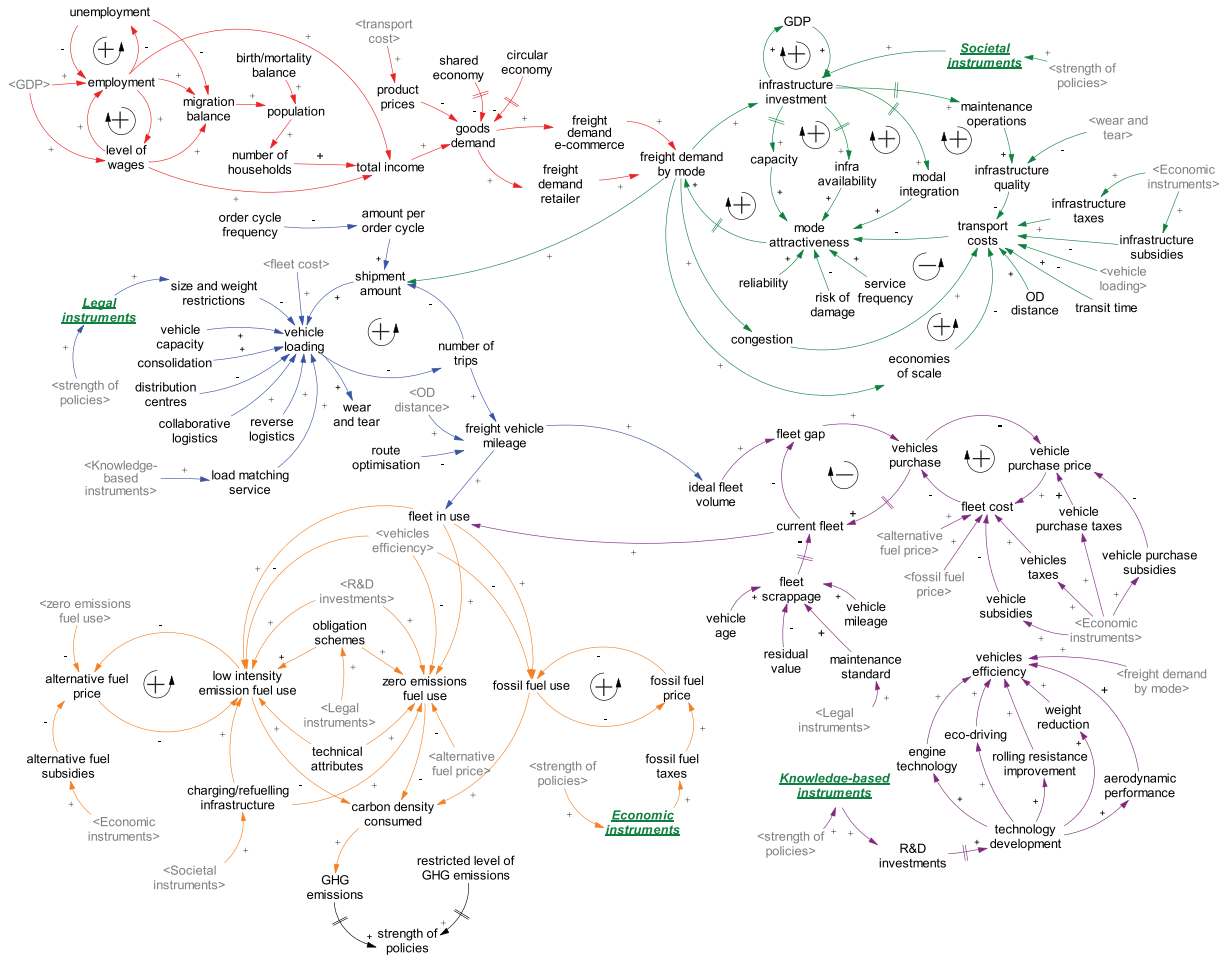 unemployment
<GDP>
employment
level of
wages
migration
balance
birth/mortality
balance
population
number of
households
total income
<transport
cost>
product
prices
shared
economy
circular
economy
goods
demand
freight
demand
e-commerce
freight
demand
retailer
freight demand
by mode
GDP
infrastructure
investment
Societal
instruments
<strength of
policies>
maintenance
operations
<wear and
tear>
capacity
infra
availability
modal
integration
infrastructure
quality
<Economic
instruments>
infrastructure
taxes
infrastructure
subsidies
mode
attractiveness
transport
costs
<vehicle
loading>
reliability
risk of
damage
service
frequency
OD
distance
transit time
congestion
economies
of scale
order cycle
frequency
amount per
order cycle
<fleet cost>
shipment
amount
size and weight
restrictions
Legal
instruments
<strength of
policies>
vehicle
capacity
consolidation
distribution
centres
collaborative
logistics
reverse
logistics
vehicle
loading
number of
trips
wear
and tear
<OD
distance>
route
optimisation
freight vehicle
mileage
<Knowledge-
based
instruments>
load matching
service
ideal fleet
volume
fleet gap
vehicles
purchase
vehicle
purchase price
current fleet
fleet cost
<alternative
fuel price>
<fossil fuel
price>
vehicle
purchase taxes
vehicle purchase
subsidies
vehicles
taxes
vehicle
subsidies
<Economic
instruments>
fleet
scrappage
vehicle
age
residual
value
vehicle
mileage
maintenance
standard
<Legal
instruments>
fleet in use
<vehicles
efficiency>
<R&D
investments>
obligation
schemes
<zero emissions
fuel use>
alternative fuel
price
low intensity
emission fuel use
zero emissions
fuel use
fossil fuel use
fossil fuel
price
<Legal
instruments>
technical
attributes
<alternative
fuel price>
alternative fuel
subsidies
<Economic
instruments>
charging/refuelling
infrastructure
<Societal
instruments>
carbon density
consumed
<strength of
policies>
fossil fuel
taxes
Economic
instruments
GHG
emissions
restricted level of
GHG emissions
strength of
policies
vehicles
efficiency
<freight demand
by mode>
weight
reduction
eco-driving
engine
technology
rolling resistance
improvement
aerodynamic
performance
Knowledge-based
instruments
<strength of
policies>
R&D
investments
technology
development